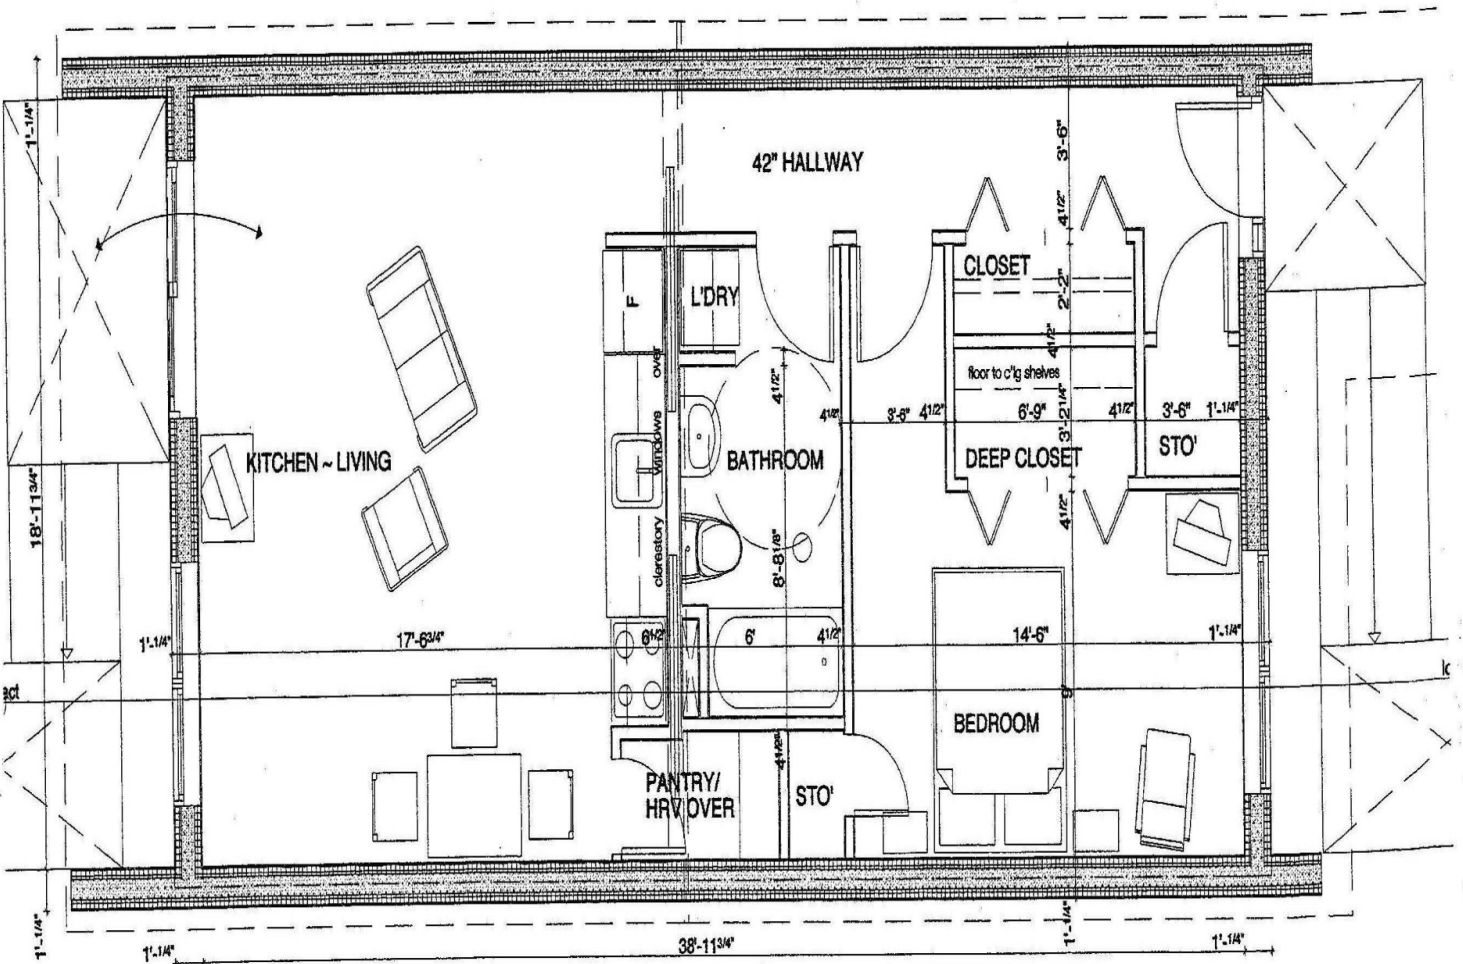 1'-1/4"
42" HALLWAY
3'-6"
4 1/2"
CLOSET
2'-2"
4 1/2"
F
L'DRY
over
windows
clerestory
floor to c'lg shelves
4 1/2"
4 1/2"
3'-6"
4 1/2"
6'-9"
3'-2 1/4"
4 1/2"
3'-6"
1'-1/4"
KITCHEN ~ LIVING
BATHROOM
DEEP CLOSET
STO'
18'-11 3/4"
4 1/2"
8'-8 1/8"
1'-1/4"
17'-6 3/4"
6 1/2"
6'
4 1/2"
14'-6"
1'-1/4"
9'
BEDROOM
4 1/2"
PANTRY/
HRV OVER
STO'
1'-1/4"
1'-1/4"
1'-1/4"
38'-11 3/4"
1'-1/4"